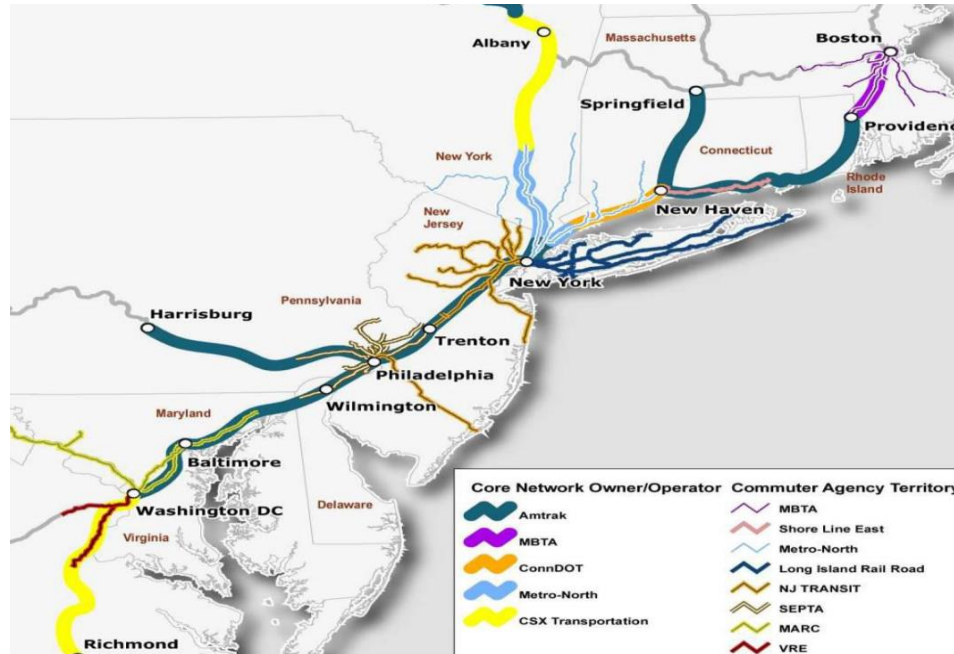 Albany
Massachusetts
Boston
Springfield
Providenc
Connecticut
New York
Rhode
Island
New Haven
New
Jersey
New York
Pennsylvania
Harrisburg
Trenton
Philadelphia
Wilmington
Maryland
Baltimore
Washington DC
Delaware
Virginia
Richmond
Core Network Owner/Operator
Amtrak
MBTA
ConnDOT
Metro-North
CSX Transportation
Commuter Agency Territory
MBTA
Shore Line East
Metro-North
Long Island Rail Road
NJ TRANSIT
SEPTA
MARC
VRE